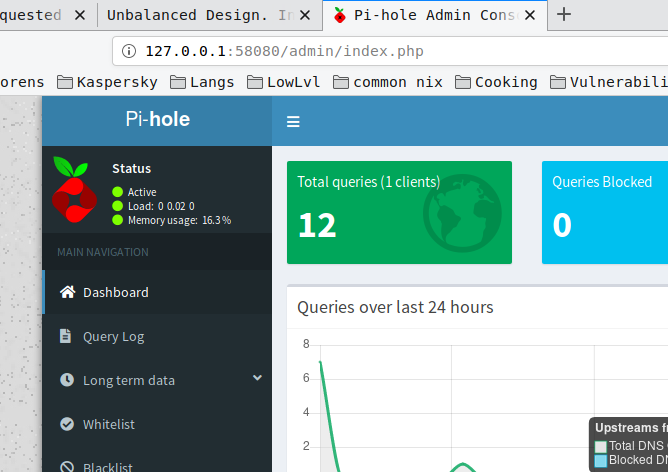 quested
Unbalanced Design. In
Pi-hole Admin Conso
127.0.0.1:58080/admin/index.php
orens Kaspersky Langs LowLvl common nix Cooking Vulnerabili
Pi-hole
Status
Active
Load: 0 0.02 0
Memory usage: 16.3 %
MAIN NAVIGATION
Dashboard
Query Log
Long term data
Whitelist
Blacklist
Total queries (1 clients)
12
Queries Blocked
0
Queries over last 24 hours
8
6
4
2
Upstreams fr
Total DNS
Blocked DN